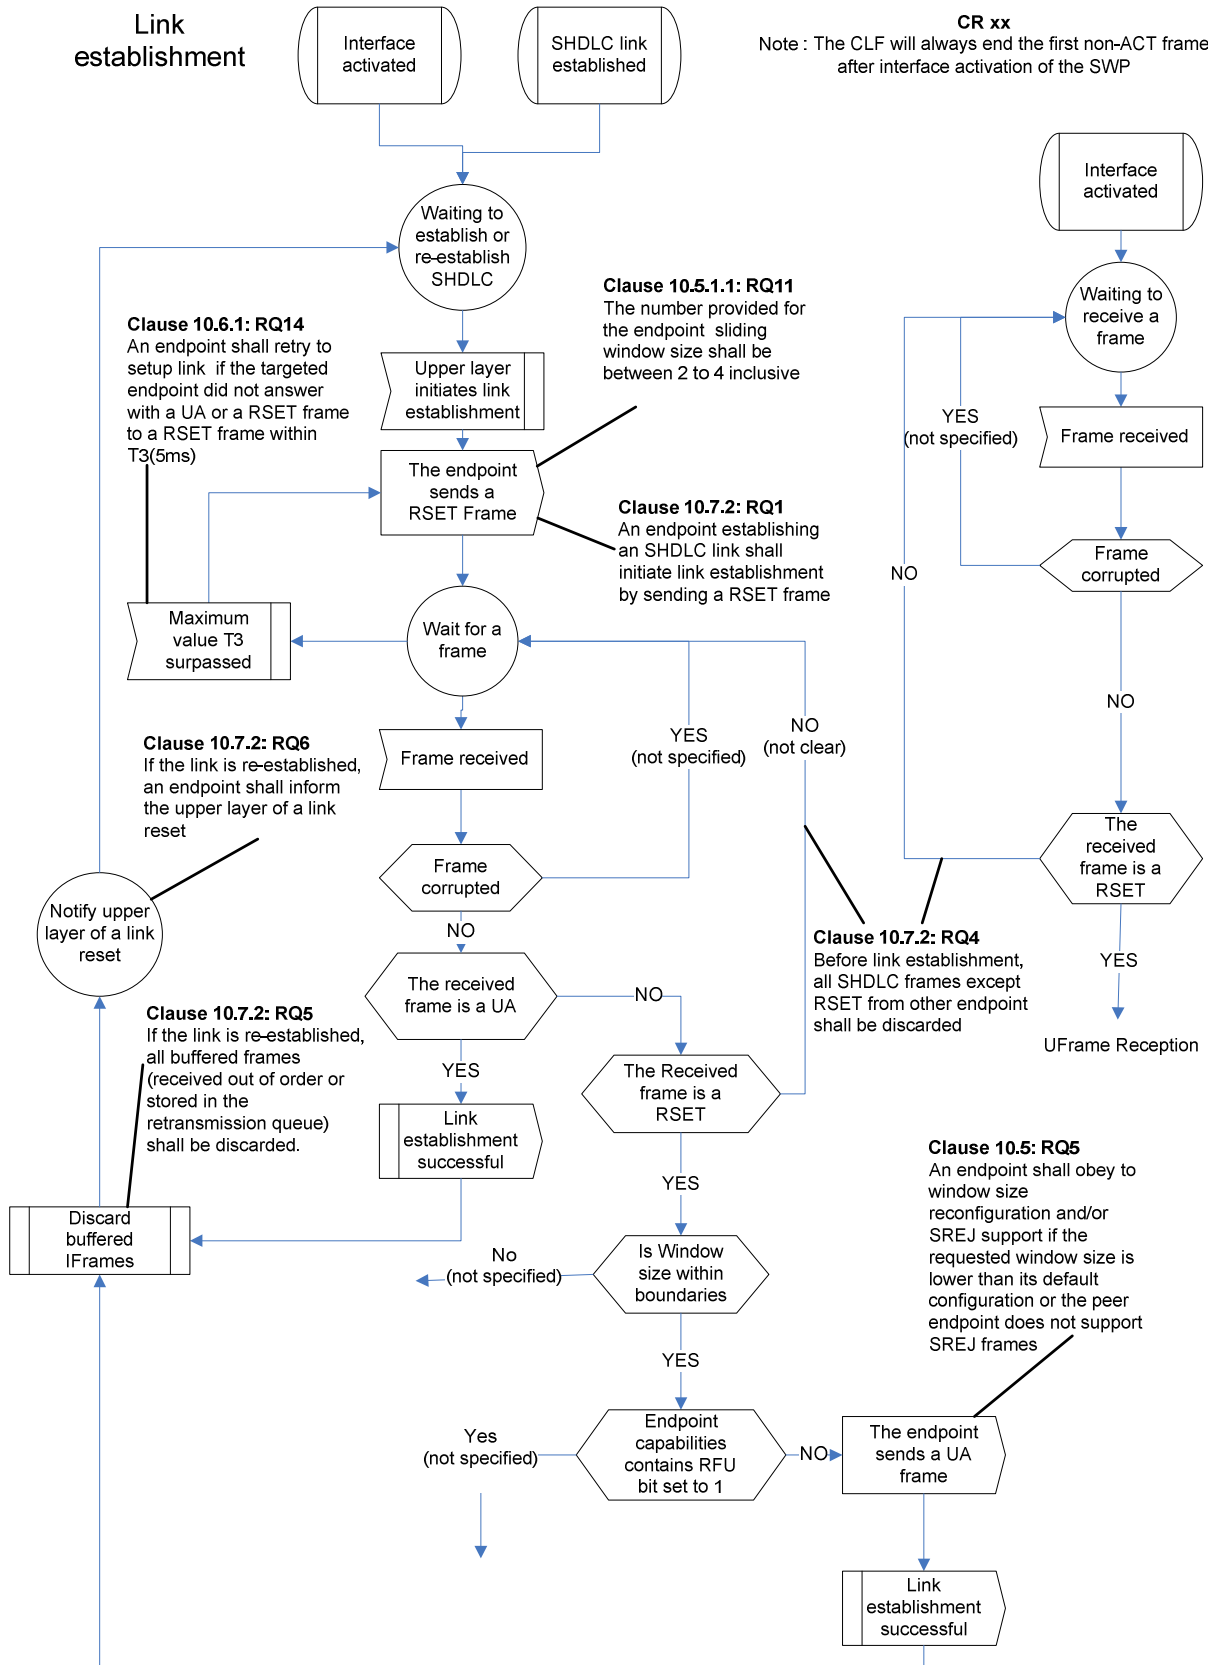 Link
establishment
Interface
activated
SHDLC link
established
CR xx
Note : The CLF will always end the first non-ACT frame
after interface activation of the SWP
Interface
activated
Waiting to
establish or
re-establish
SHDLC
Waiting to
receive a
frame
Clause 10.5.1.1: RQ11
The number provided for
the endpoint sliding
window size shall be
between 2 to 4 inclusive
Clause 10.6.1: RQ14
An endpoint shall retry to
setup link if the targeted
endpoint did not answer
with a UA or a RSET frame
to a RSET frame within
T3(5ms)
Upper layer
initiates link
establishment
YES
(not specified)
Frame received
The endpoint
sends a
RSET Frame
Clause 10.7.2: RQ1
An endpoint establishing
an SHDLC link shall
initiate link establishment
by sending a RSET frame
NO
Frame
corrupted
Maximum
value T3
surpassed
Wait for a
frame
NO
YES
(not specified)
NO
(not clear)
Clause 10.7.2: RQ6
If the link is re-established,
an endpoint shall inform
the upper layer of a link
reset
Frame received
The
received
frame is a
RSET
Frame
corrupted
Notify upper
layer of a link
reset
NO
Clause 10.7.2: RQ4
Before link establishment,
all SHDLC frames except
RSET from other endpoint
shall be discarded
YES
The received
frame is a UA
NO
Clause 10.7.2: RQ5
If the link is re-established,
all buffered frames
(received out of order or
stored in the
retransmission queue)
shall be discarded.
UFrame Reception
YES
The Received
frame is a
RSET
Link
establishment
successful
Clause 10.5: RQ5
An endpoint shall obey to
window size
reconfiguration and/or
SREJ support if the
requested window size is
lower than its default
configuration or the peer
endpoint does not support
SREJ frames
YES
Discard
buffered
IFrames
No
(not specified)
Is Window
size within
boundaries
YES
Yes
(not specified)
Endpoint
capabilities
contains RFU
bit set to 1
NO
The endpoint
sends a UA
frame
Link
establishment
successful